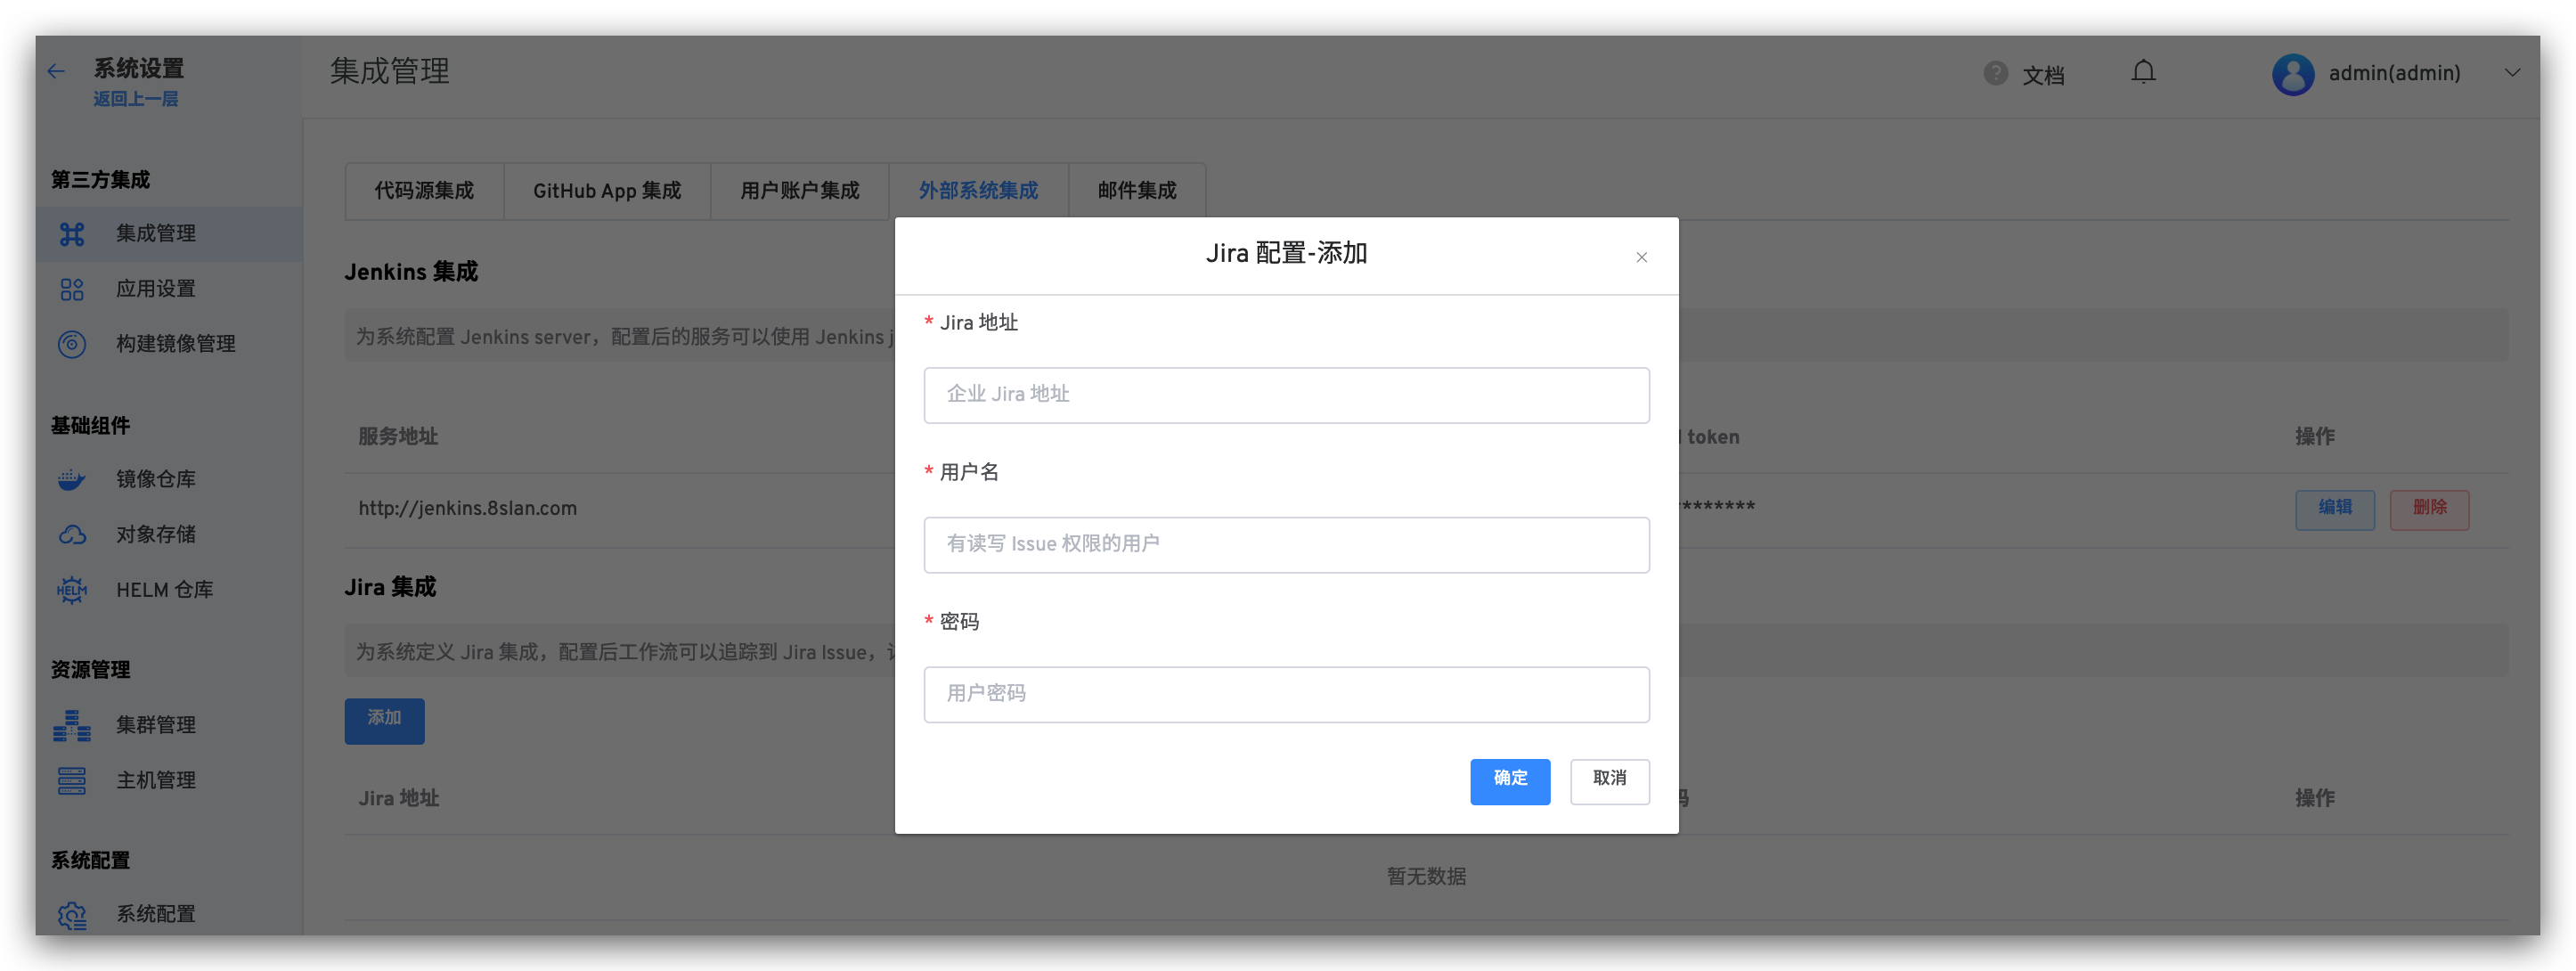 系统设置
返回上一层
集成管理
文档
admin(admin)
第三方集成
集成管理
应用设置
构建镜像管理
基础组件
镜像仓库
对象存储
HELM
HELM 仓库
资源管理
集群管理
主机管理
系统配置
系统配置
代码源集成
GitHub App 集成
用户账户集成
外部系统集成
邮件集成
Jenkins 集成
为系统配置 Jenkins server，配置后的服务可以使用 Jenkins j
服务地址
token
操作
http://jenkins.8slan.com
********
编辑
删除
Jira 集成
为系统定义 Jira 集成，配置后工作流可以追踪到 Jira Issue，
添加
Jira 地址
操作
暂无数据
Jira 配置-添加
* Jira 地址
企业 Jira 地址
* 用户名
有读写 Issue 权限的用户
* 密码
用户密码
确定
取消